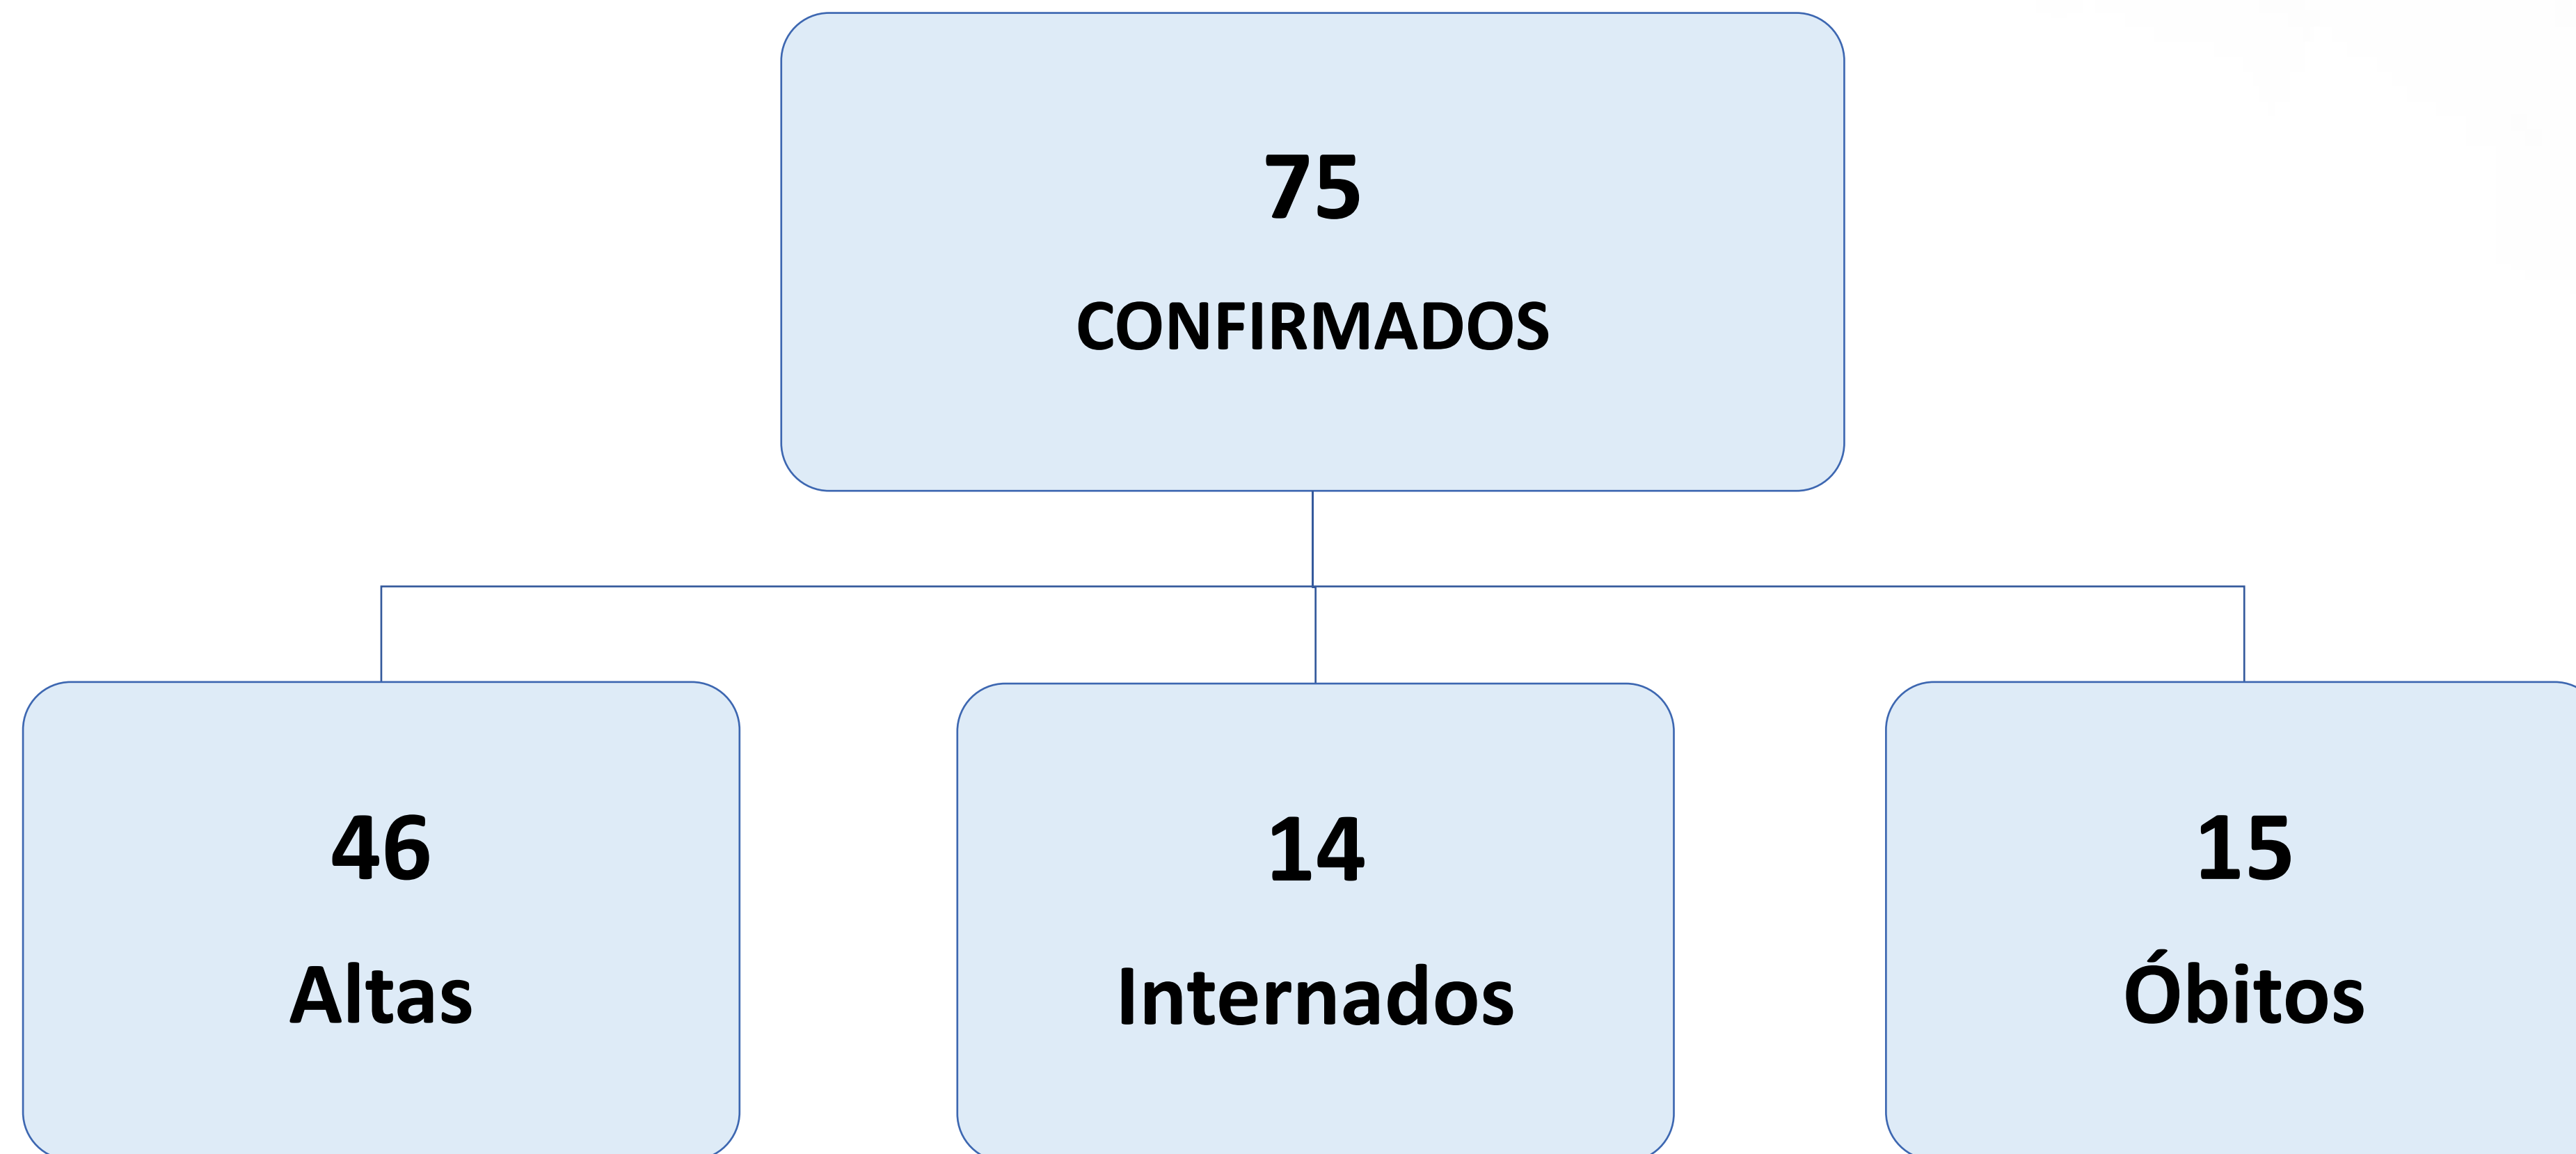 75
CONFIRMADOS
46
Altas
14
Internados
15
Óbitos